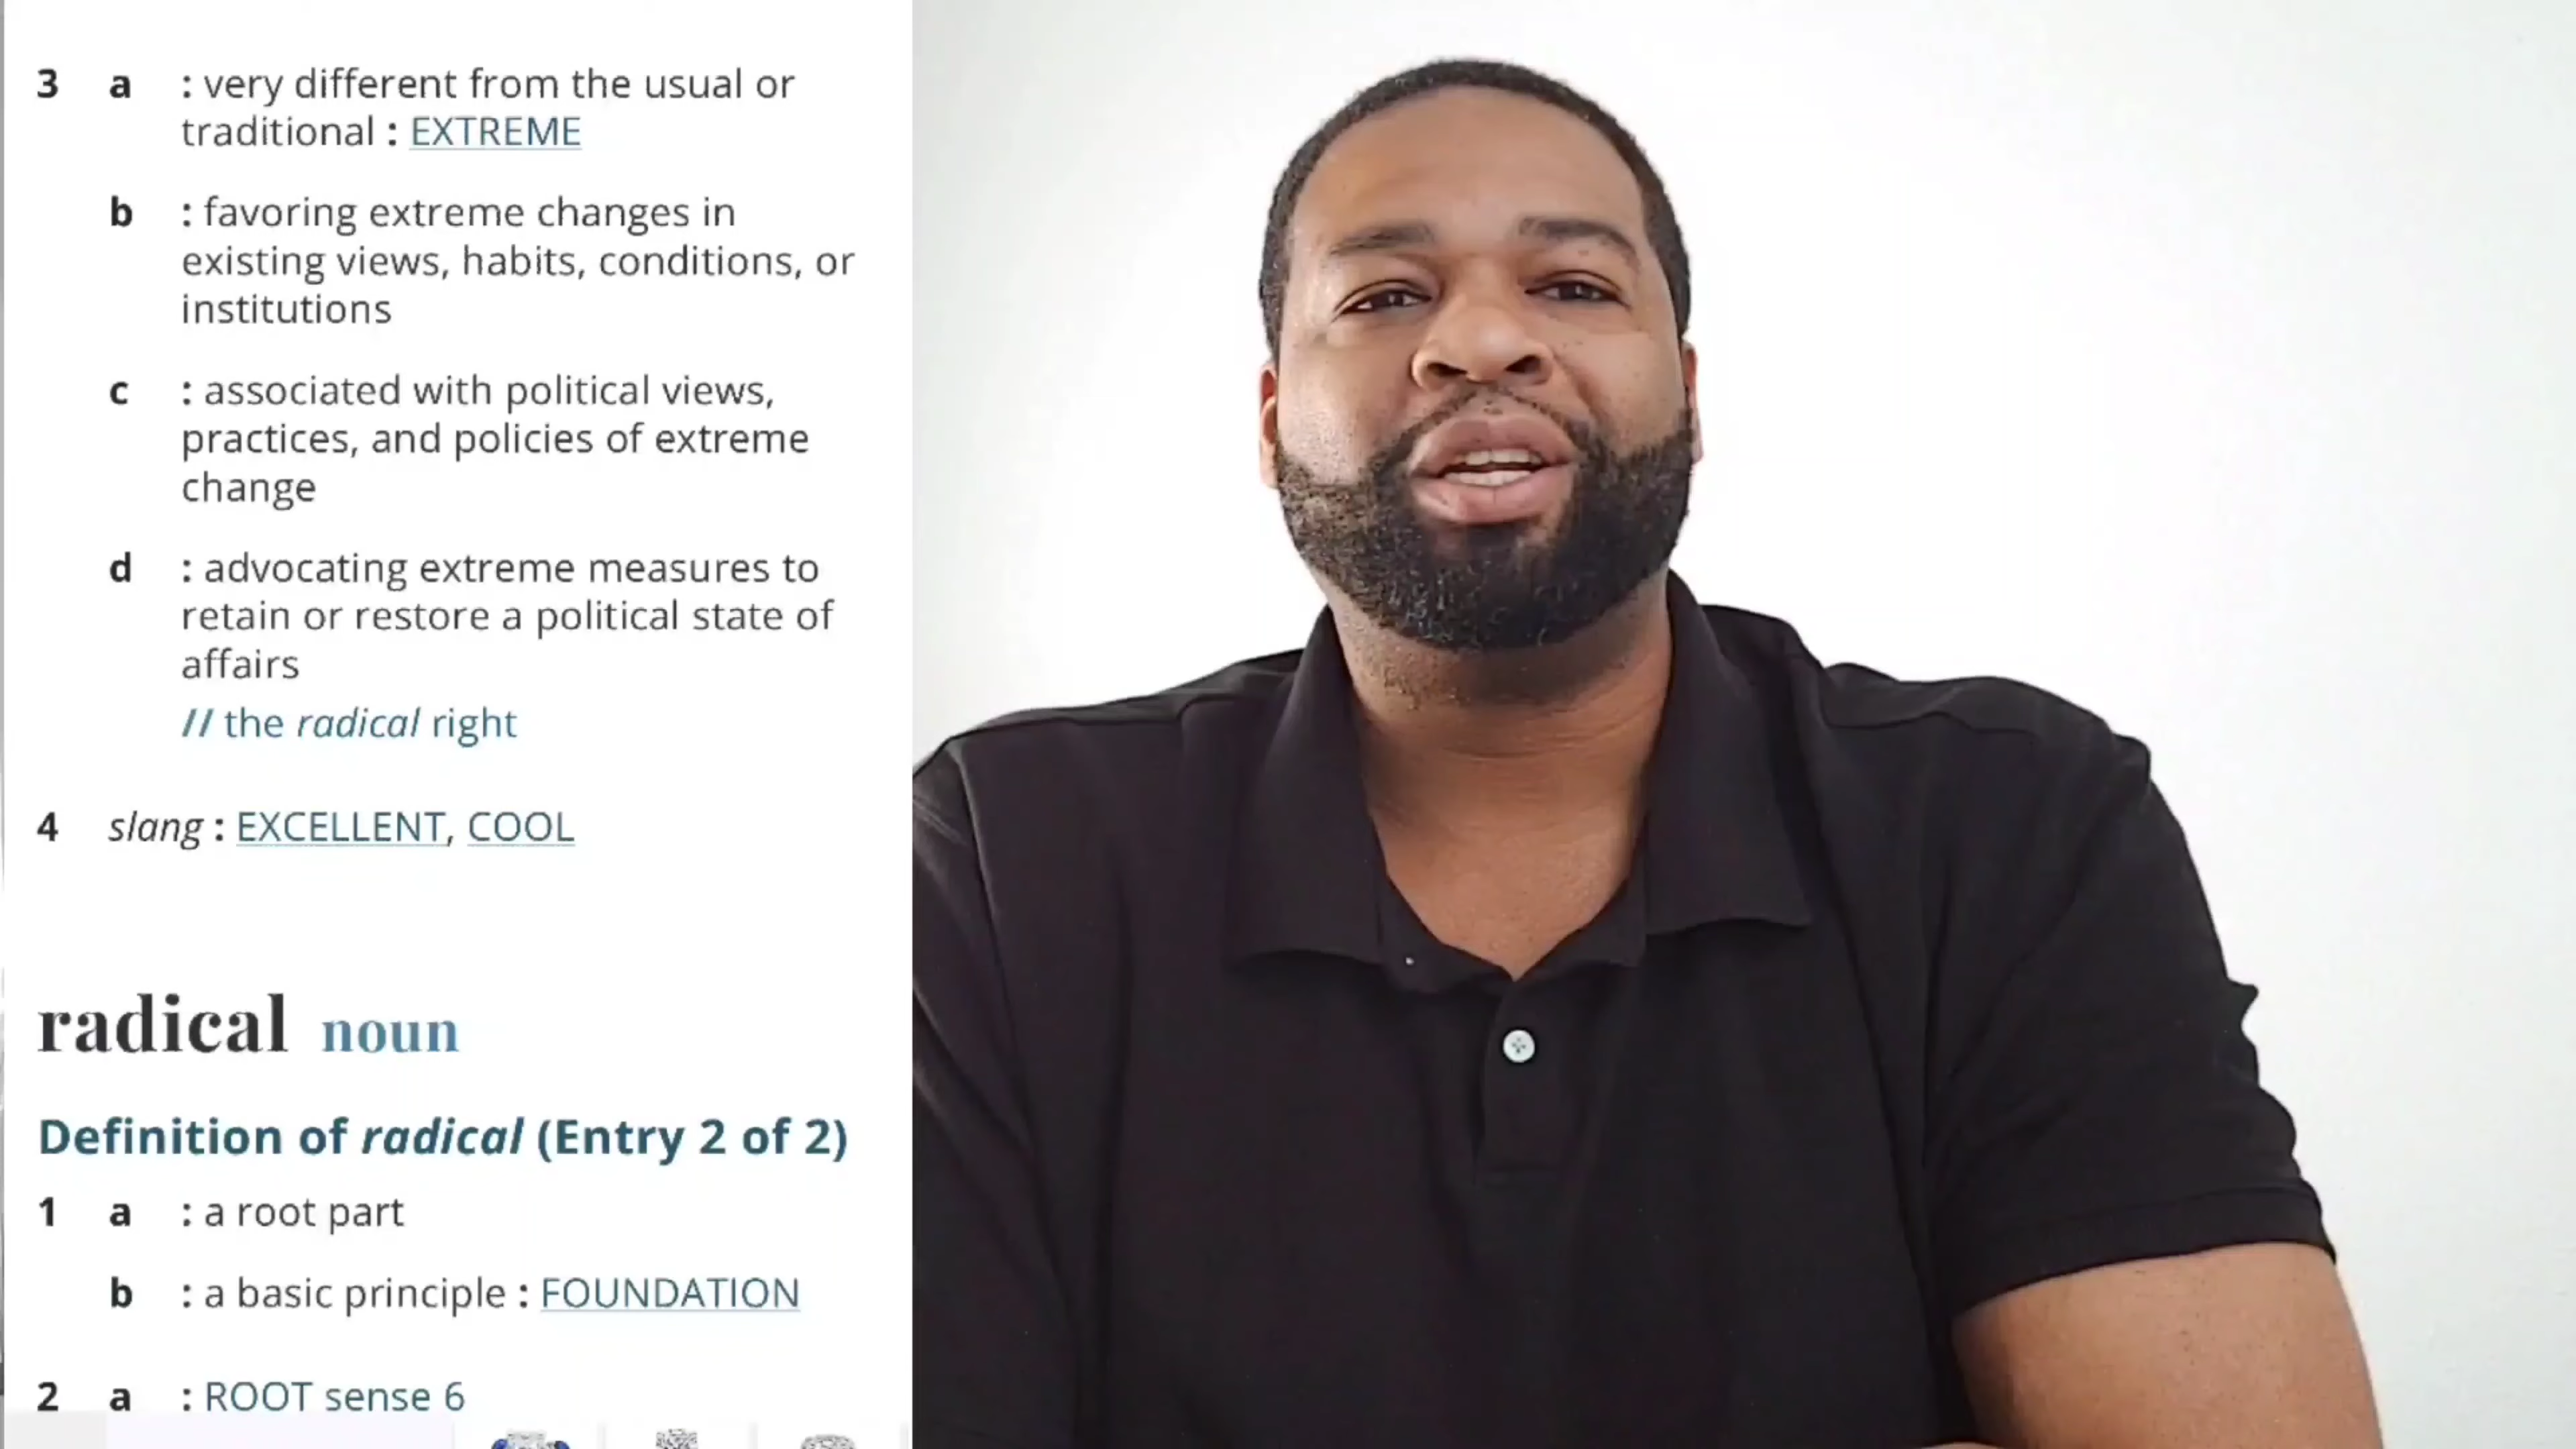 3 a : very different from the usual or
traditional : EXTREME
b : favoring extreme changes in
existing views, habits, conditions, or
institutions
c : associated with political views,
practices, and policies of extreme
change
d : advocating extreme measures to
retain or restore a political state of
affairs
// the radical right
4 slang : EXCELLENT, COOL
radical noun
Definition of radical (Entry 2 of 2)
1 a : a root part
b : a basic principle : FOUNDATION
2 a : ROOT sense 6